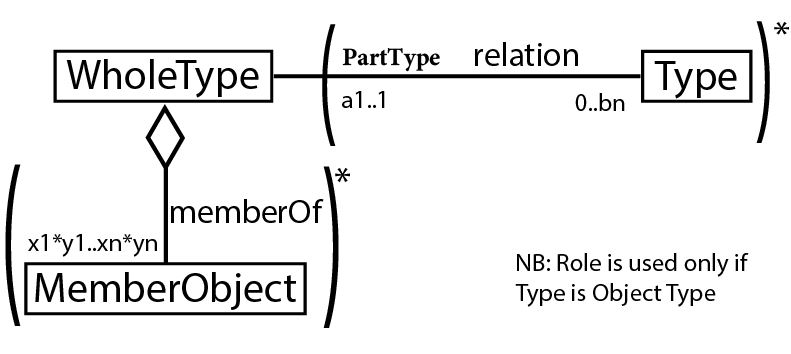 WholeType
PartType relation
Type
*
a1..1
0..bn
*
memberOf
x1*y1..xn*yn
MemberObject
NB: Role is used only if
Type is Object Type